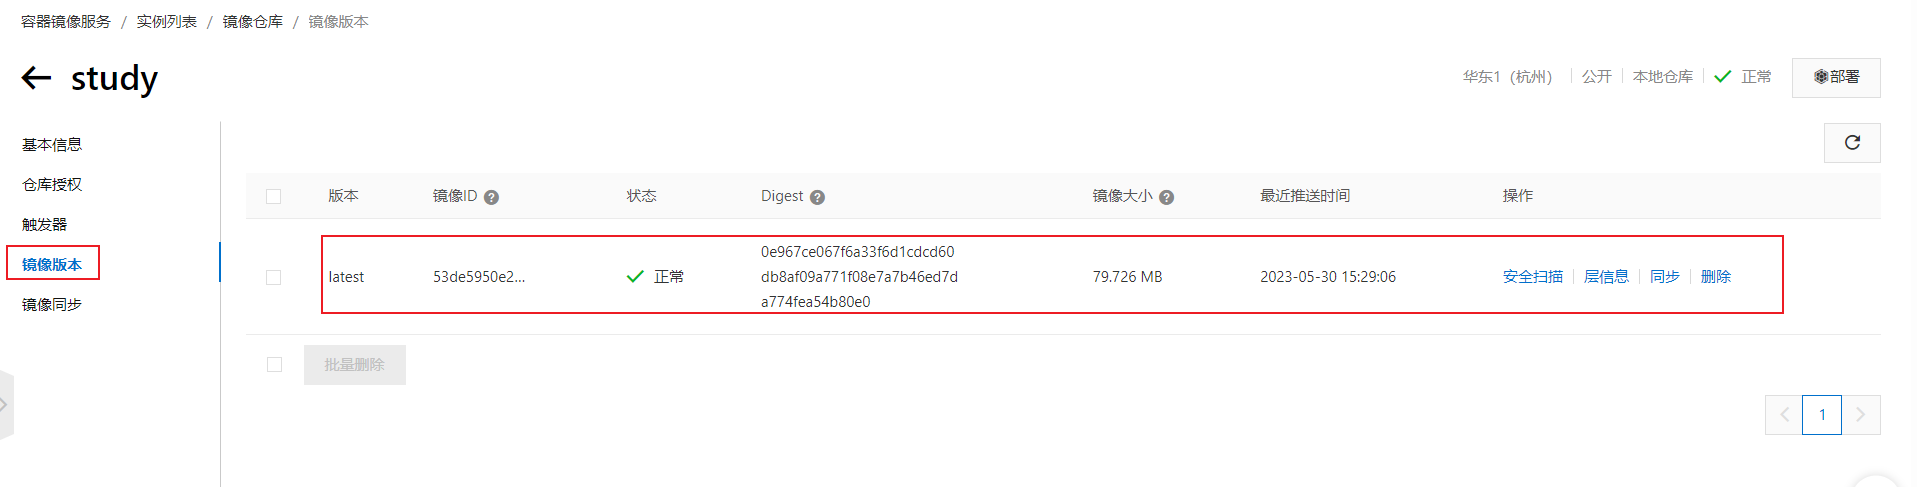 容器镜像服务 / 实例列表 / 镜像仓库 / 镜像版本
study
华东1（杭州） 公开 本地仓库 正常 部署
基本信息
仓库授权
触发器
镜像版本
镜像同步
版本 镜像ID 状态 Digest 镜像大小 最近推送时间 操作
latest 53de5950e2... 正常 0e967ce067f6a33f6d1cdcd60
db8af09a771f08e7a7b46ed7d
a774fea54b80e0 79.726 MB 2023-05-30 15:29:06 安全扫描 层信息 同步 删除
批量删除
1